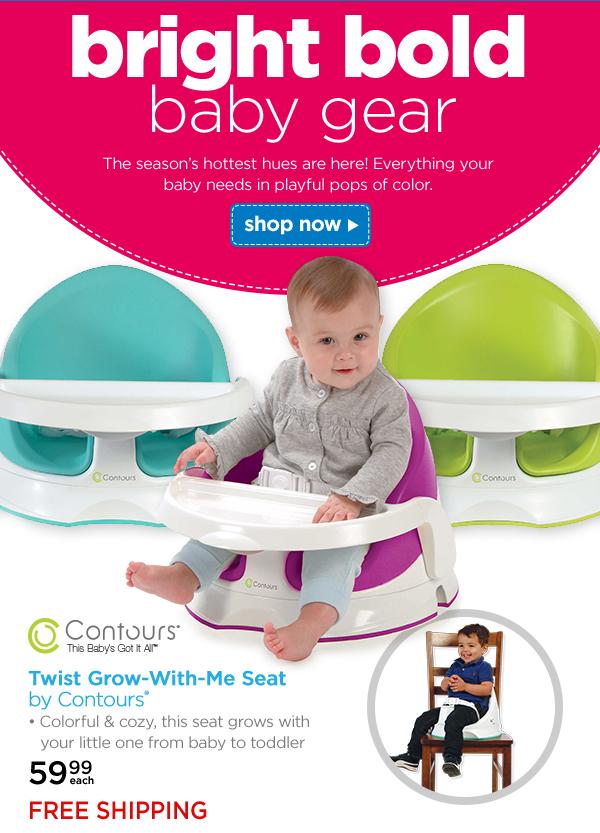 bright bold
baby gear
The season's hottest hues are here! Everything your
baby needs in playful pops of color.
shop now ▶
Contours
Contours
Contours
Contours®
This Baby's Got It All™
Twist Grow-With-Me Seat
by Contours®
• Colorful & cozy, this seat grows with
your little one from baby to toddler
59.99 each
FREE SHIPPING